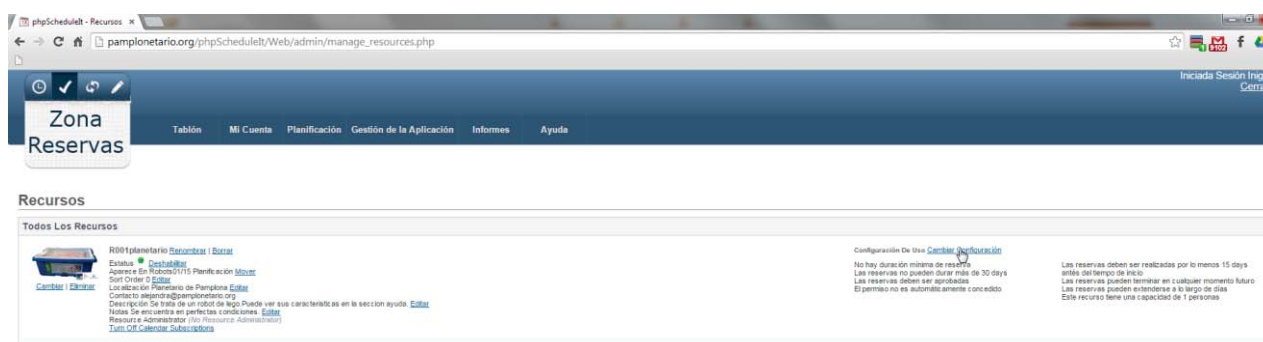 phpScheduleIt - Recursos
pamplonetario.org/phpScheduleIt/Web/admin/manage_resources.php
9102
f
Iniciada Sesión Inig
Cerra
Zona
Reservas
Tablón Mi Cuenta Planificación Gestión de la Aplicación Informes Ayuda
Recursos
Todos Los Recursos
R001planetario Renombrar | Borrar
Estatus Deshabilitar
Aparece En Robots01/15 Planificación Mover
Sort Order 0 Editar
Localización Planetario de Pamplona Editar
Contacto alejandra@pamplonetario.org
Descripción Se trata de un robot de lego.Puede ver sus caracteristicas en la seccion ayuda. Editar
Notas Se encuentra en perfectas condiciones. Editar
Resource Administrator (No Resource Administrator)
Turn Off Calendar Subscriptions
Cambiar | Eliminar
Configuración De Uso Cambiar Configuración
No hay duración mínima de reserva
Las reservas no pueden durar más de 30 days
Las reservas deben ser aprobadas
El permiso no es automáticamente concedido
Las reservas deben ser realizadas por lo menos 15 days
antés del tiempo de inicio
Las reservas pueden terminar en cualquier momento futuro
Las reservas pueden extenderse a lo largo de días
Este recurso tiene una capacidad de 1 personas